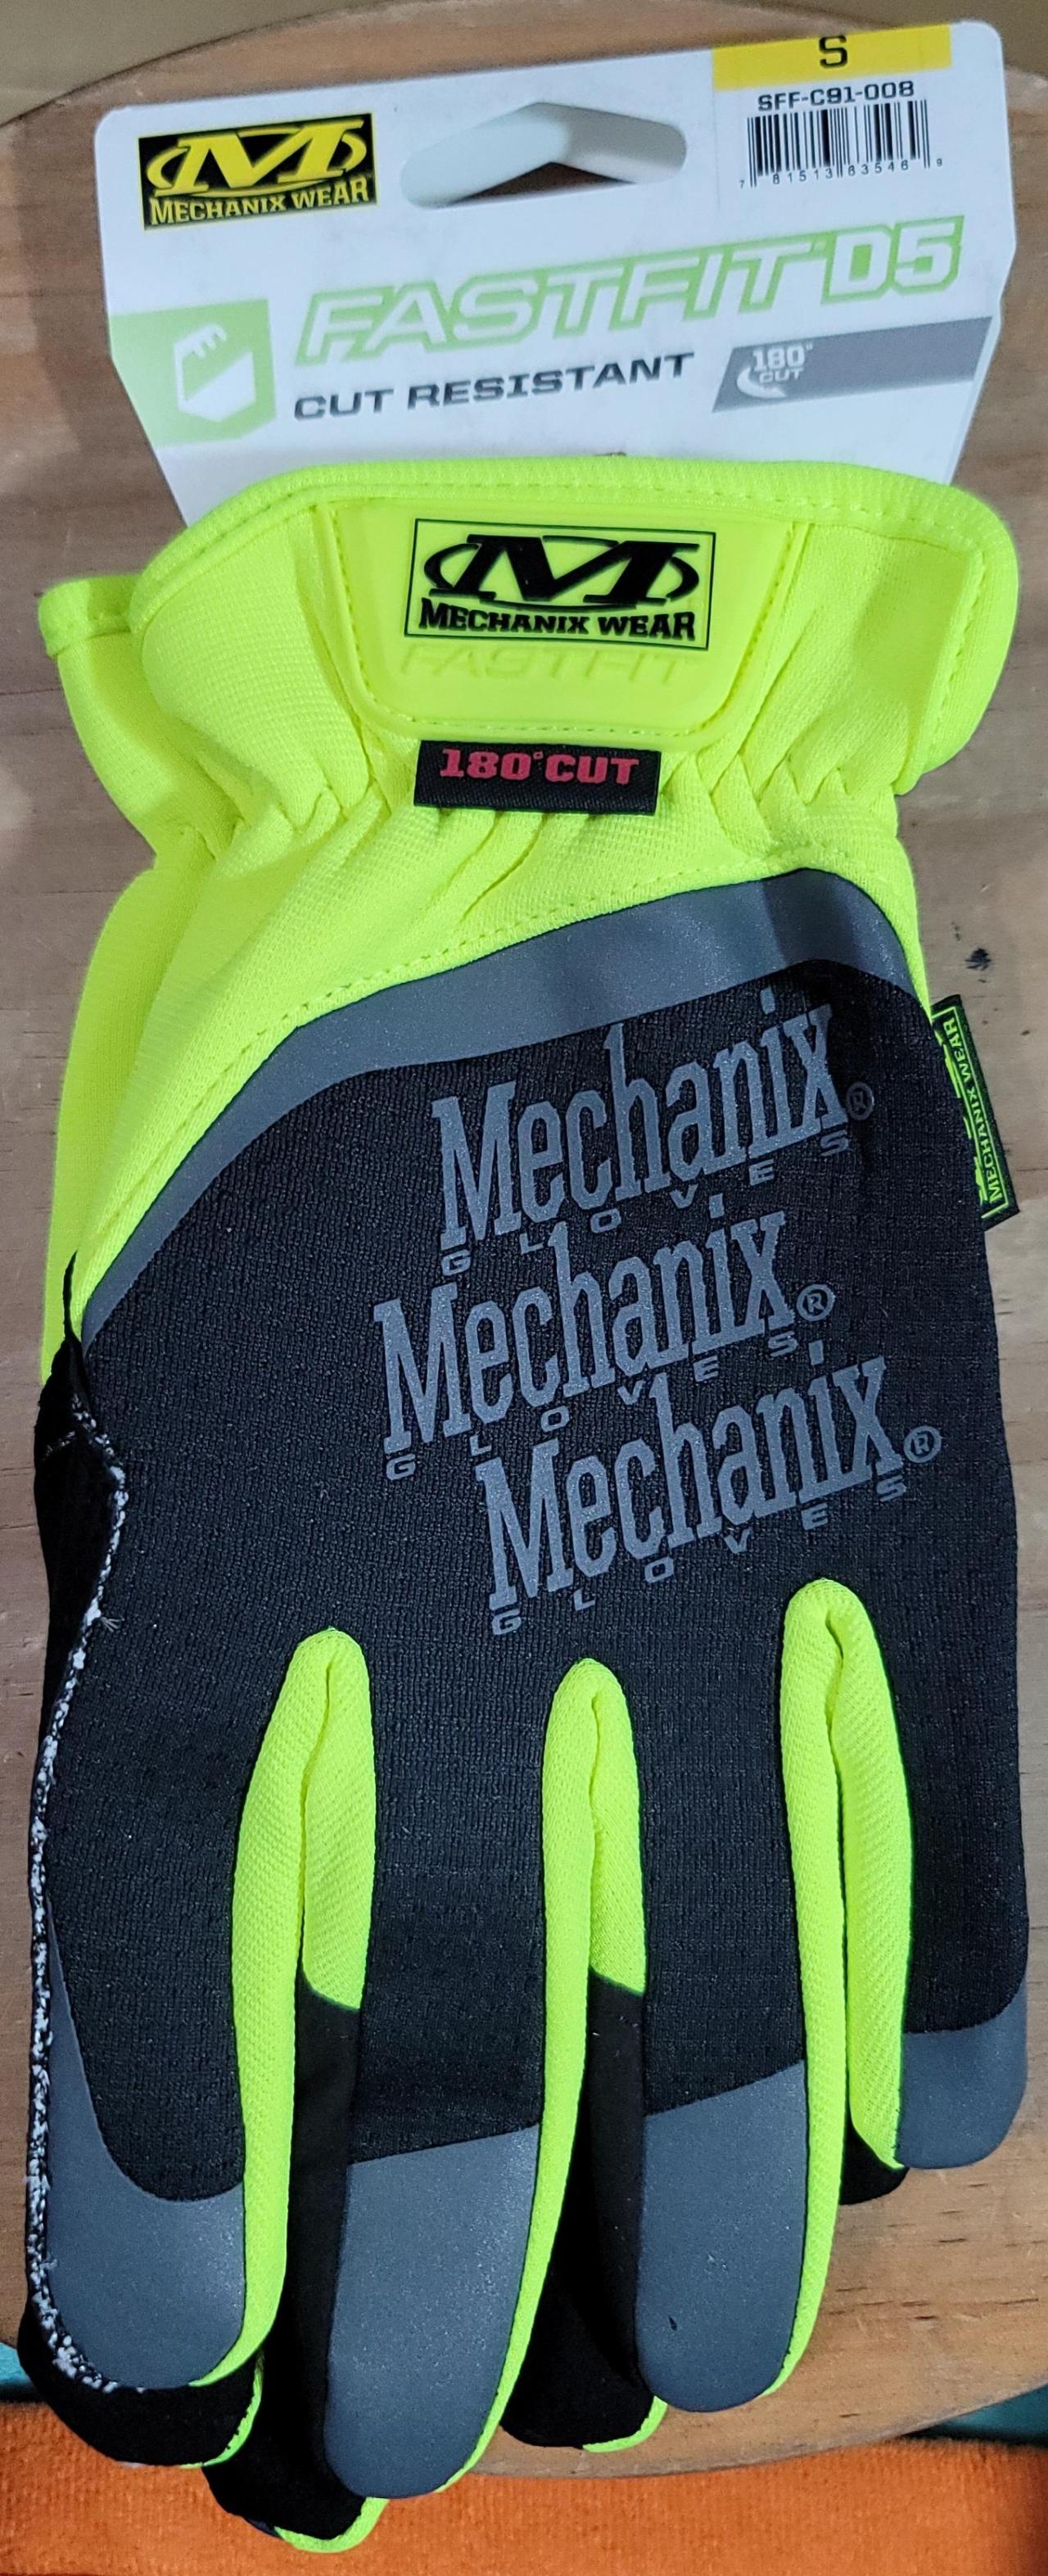 S
SFF-C91-008
7 81513 63546 9
M
MECHANIX WEAR
FASTFIT D5
CUT RESISTANT
180° CUT
M
MECHANIX WEAR
FASTFIT
180° CUT
MECHANIX WEAR
Mechanix®
GLOVES
Mechanix®
GLOVES
Mechanix®
GLOVES